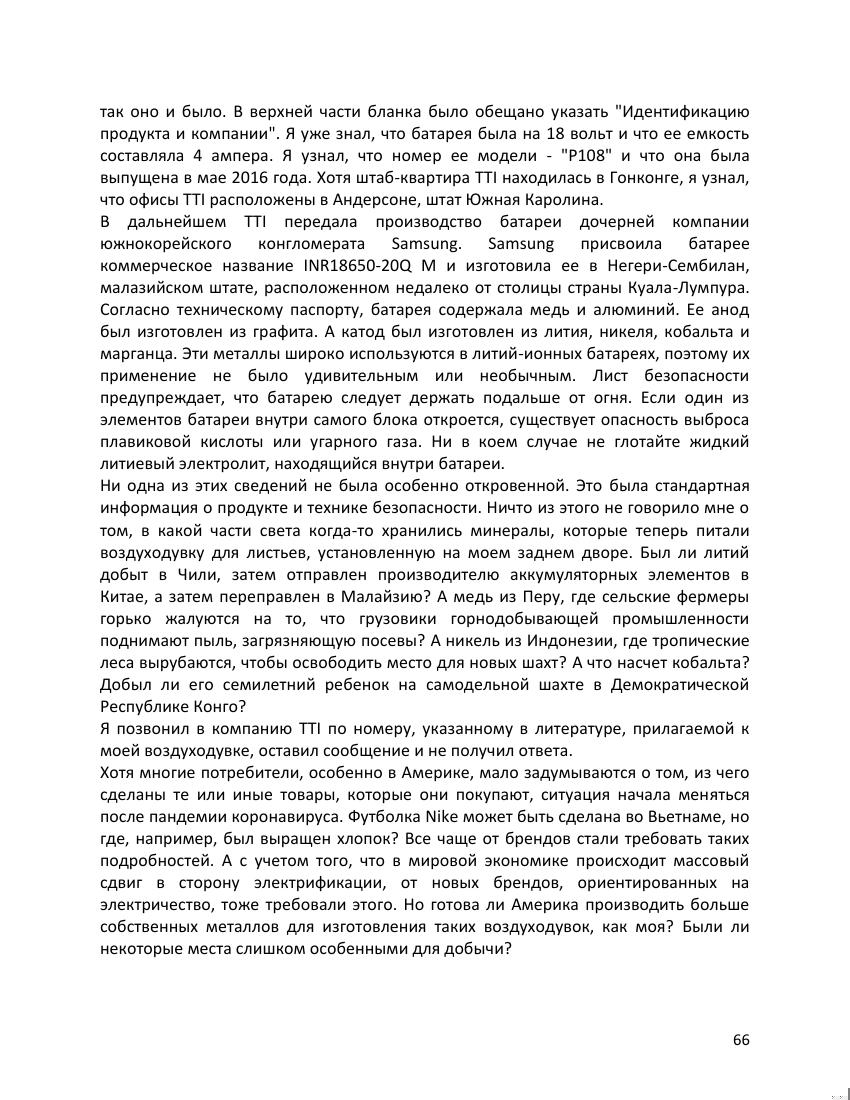 так оно и было. В верхней части бланка было обещано указать "Идентификацию
продукта и компании". Я уже знал, что батарея была на 18 вольт и что ее емкость
составляла 4 ампера. Я узнал, что номер ее модели - "P108" и что она была
выпущена в мае 2016 года. Хотя штаб-квартира TTI находилась в Гонконге, я узнал,
что офисы TTI расположены в Андерсоне, штат Южная Каролина.
В дальнейшем TTI передала производство батареи дочерней компании
южнокорейского конгломерата Samsung. Samsung присвоила батарее
коммерческое название INR18650-20Q M и изготовила ее в Негери-Сембилан,
малазийском штате, расположенном недалеко от столицы страны Куала-Лумпура.
Согласно техническому паспорту, батарея содержала медь и алюминий. Ее анод
был изготовлен из графита. А катод был изготовлен из лития, никеля, кобальта и
марганца. Эти металлы широко используются в литий-ионных батареях, поэтому их
применение не было удивительным или необычным. Лист безопасности
предупреждает, что батарею следует держать подальше от огня. Если один из
элементов батареи внутри самого блока откроется, существует опасность выброса
плавиковой кислоты или угарного газа. Ни в коем случае не глотайте жидкий
литиевый электролит, находящийся внутри батареи.
Ни одна из этих сведений не была особенно откровенной. Это была стандартная
информация о продукте и технике безопасности. Ничто из этого не говорило мне о
том, в какой части света когда-то хранились минералы, которые теперь питали
воздуходувку для листьев, установленную на моем заднем дворе. Был ли литий
добыт в Чили, затем отправлен производителю аккумуляторных элементов в
Китае, а затем переправлен в Малайзию? А медь из Перу, где сельские фермеры
горько жалуются на то, что грузовики горнодобывающей промышленности
поднимают пыль, загрязняющую посевы? А никель из Индонезии, где тропические
леса вырубаются, чтобы освободить место для новых шахт? А что насчет кобальта?
Добыл ли его семилетний ребенок на самодельной шахте в Демократической
Республике Конго?
Я позвонил в компанию TTI по номеру, указанному в литературе, прилагаемой к
моей воздуходувке, оставил сообщение и не получил ответа.
Хотя многие потребители, особенно в Америке, мало задумываются о том, из чего
сделаны те или иные товары, которые они покупают, ситуация начала меняться
после пандемии коронавируса. Футболка Nike может быть сделана во Вьетнаме, но
где, например, был выращен хлопок? Все чаще от брендов стали требовать таких
подробностей. А с учетом того, что в мировой экономике происходит массовый
сдвиг в сторону электрификации, от новых брендов, ориентированных на
электричество, тоже требовали этого. Но готова ли Америка производить больше
собственных металлов для изготовления таких воздуходувок, как моя? Были ли
некоторые места слишком особенными для добычи?
66